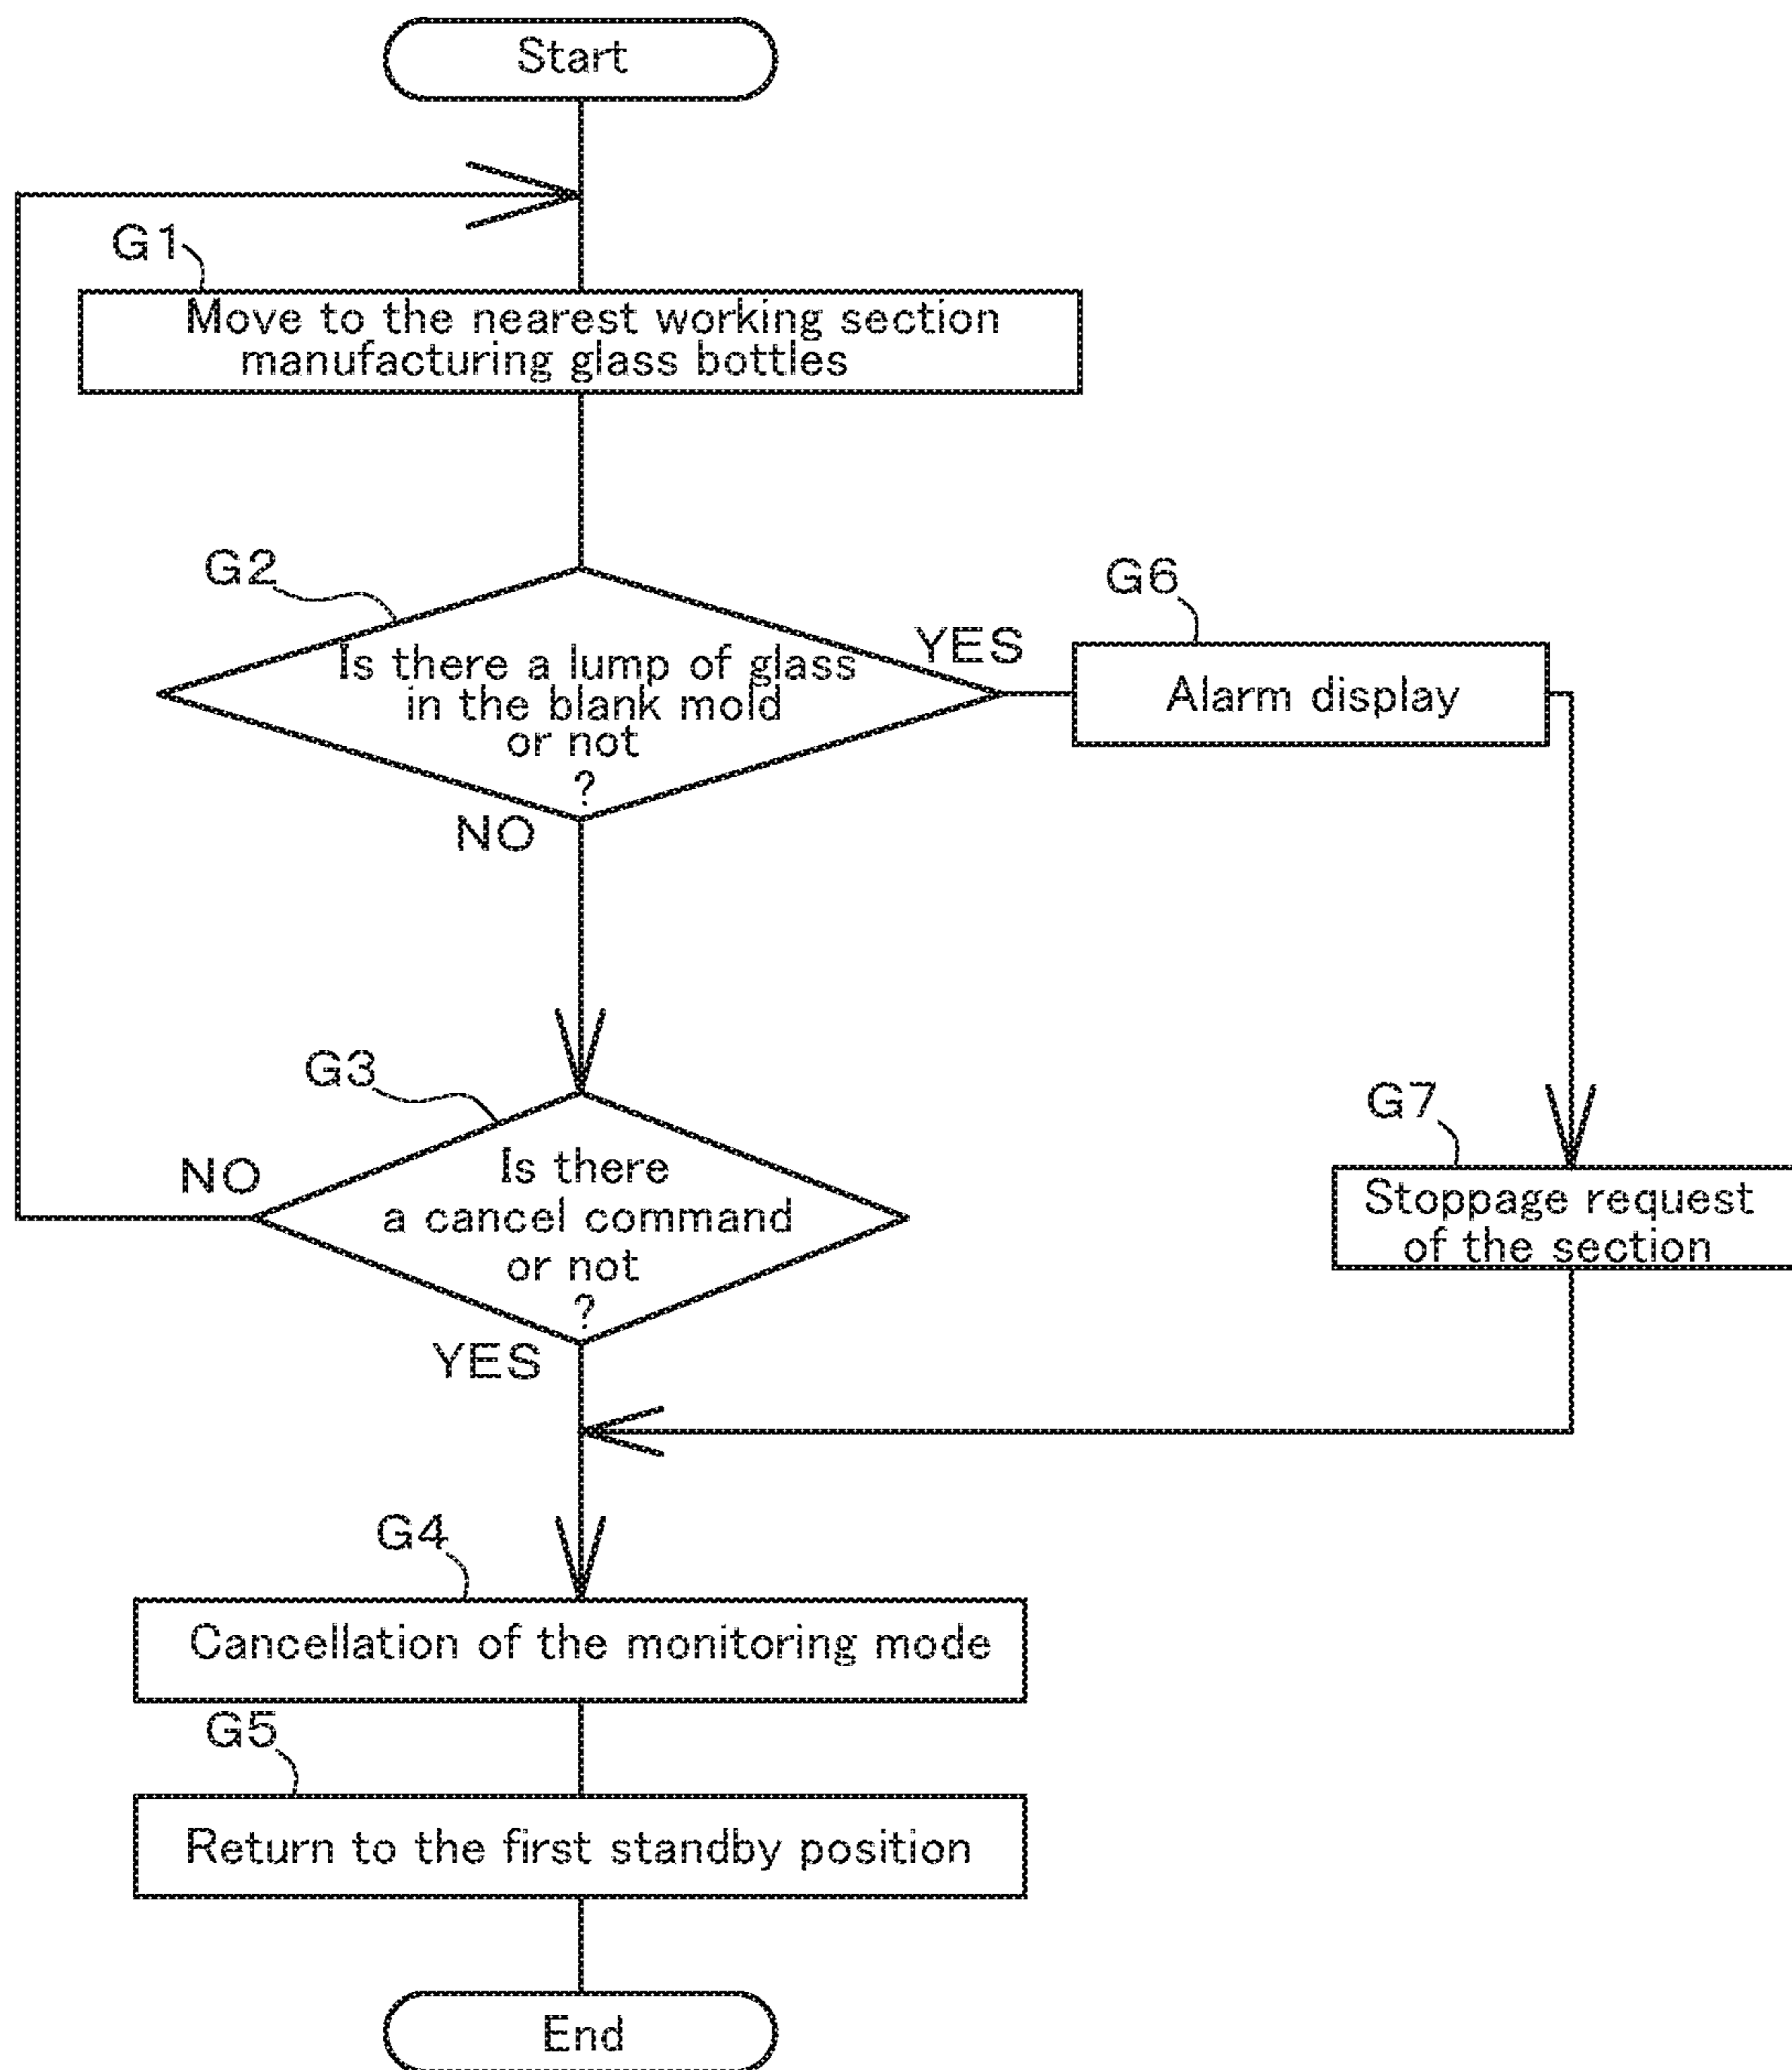 Start
G1
Move to the nearest working section
manufacturing glass bottles
G2
Is there a lump of glass
in the blank mold
or not
?
YES
NO
G6
Alarm display
G3
Is there
a cancel command
or not
?
NO
YES
G7
Stoppage request
of the section
G4
Cancellation of the monitoring mode
G5
Return to the first standby position
End